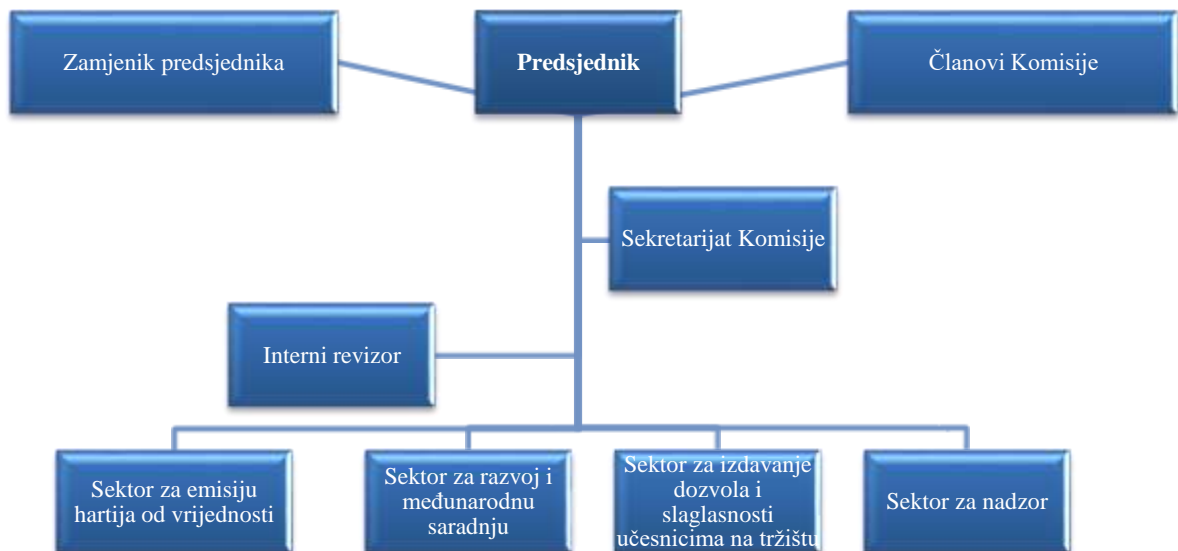 Zamjenik predsjednika
Predsjednik
Članovi Komisije
Sekretarijat Komisije
Interni revizor
Sektor za emisiju
hartija od vrijednosti
Sektor za razvoj i
međunarodnu
saradnju
Sektor za izdavanje
dozvola i
slaglasnosti
učesnicima na tržištu
Sektor za nadzor